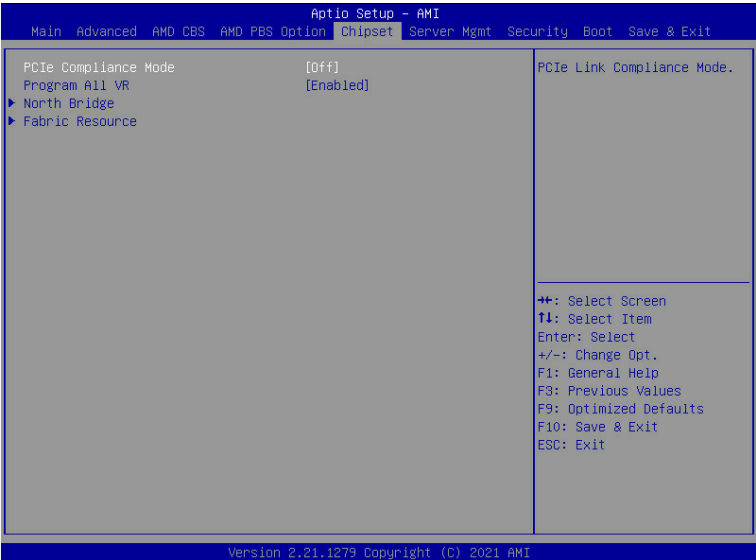 Aptio Setup – AMI
Main Advanced AMD CBS AMD PBS Option Chipset Server Mgmt Security Boot Save & Exit
PCIe Compliance Mode [Off]
Program All VR [Enabled]
North Bridge
Fabric Resource
PCIe Link Compliance Mode.
→←: Select Screen
↑↓: Select Item
Enter: Select
+/-: Change Opt.
F1: General Help
F3: Previous Values
F9: Optimized Defaults
F10: Save & Exit
ESC: Exit
Version 2.21.1279 Copyright (C) 2021 AMI